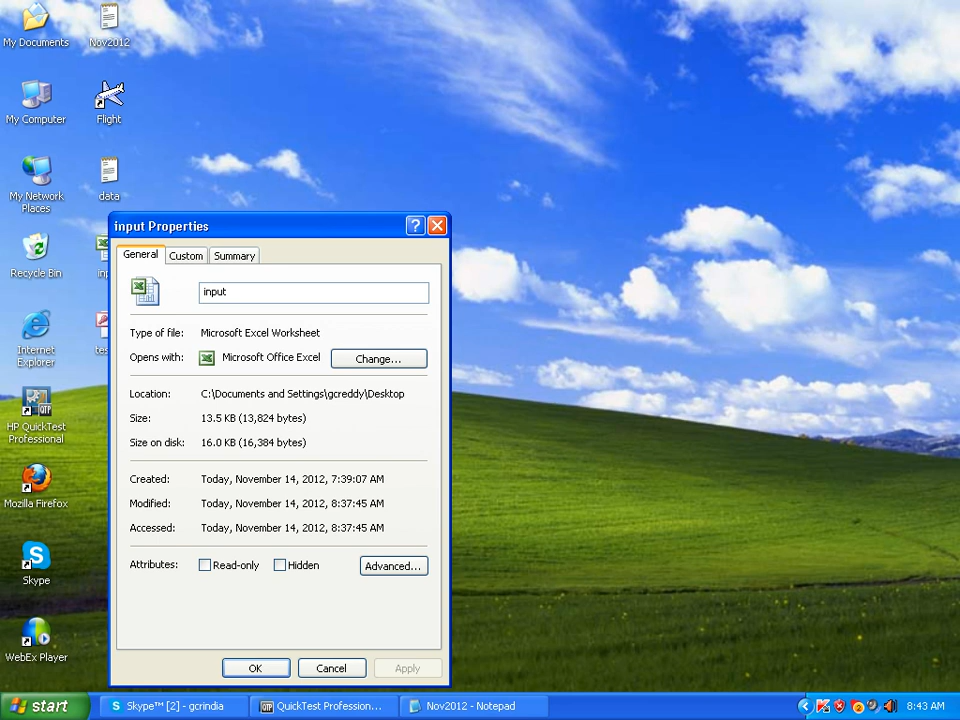 My Documents
Nov2012
My Computer
Flight
My Network
Places
data
Recycle Bin
Internet
Explorer
HP QuickTest
Professional
Mozilla Firefox
Skype
WebEx Player
input Properties
General
Custom
Summary
input
Type of file: Microsoft Excel Worksheet
Opens with: Microsoft Office Excel Change...
Location: C:\Documents and Settings\gcreddy\Desktop
Size: 13.5 KB (13,824 bytes)
Size on disk: 16.0 KB (16,384 bytes)
Created: Today, November 14, 2012, 7:39:07 AM
Modified: Today, November 14, 2012, 8:37:45 AM
Accessed: Today, November 14, 2012, 8:37:45 AM
Attributes: Read-only Hidden Advanced...
OK Cancel Apply
start
Skype™ [2] - gcrindia
QuickTest Profession...
Nov2012 - Notepad
8:43 AM